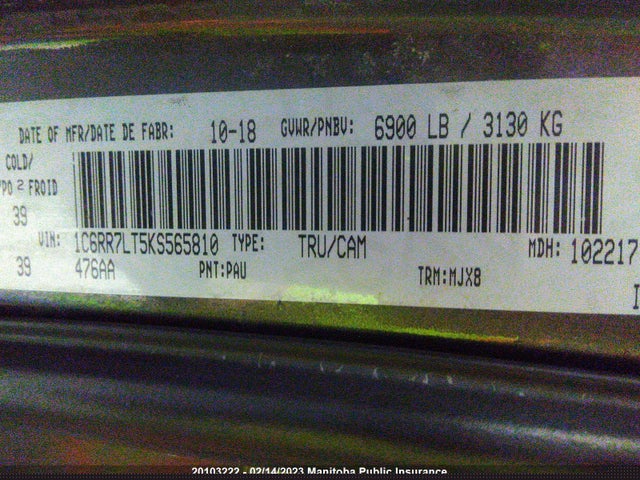 DATE OF MFR/DATE DE FABR: 10-18 GVWR/PNBV: 6900 LB / 3130 KG
COLD/
PO 2 FROID
39
VIN: 1C6RR7LT5KS565810 TYPE: TRU/CAM MDH: 102217
39 476AA PNT:PAU TRM:MJX8
20103222 - 02/14/2023 Manitoba Public Insurance